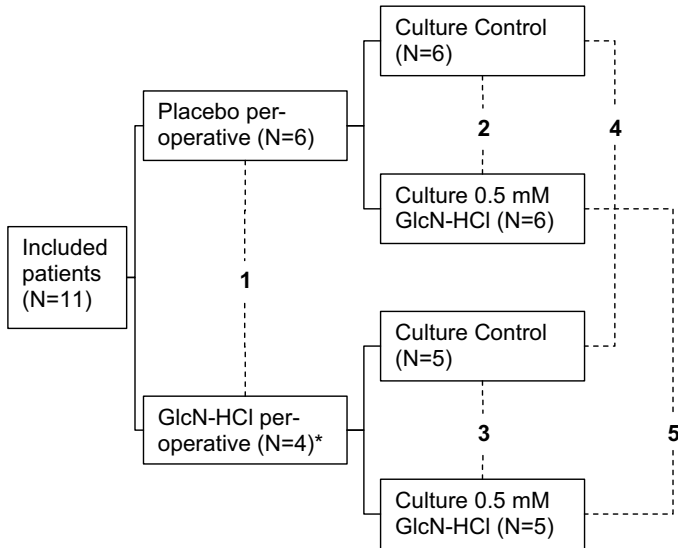 Culture Control
(N=6)
Placebo per-
operative (N=6)
2
4
Culture 0.5 mM
GlcN-HCl (N=6)
Included
patients
(N=11)
1
Culture Control
(N=5)
GlcN-HCl per-
operative (N=4)*
3
5
Culture 0.5 mM
GlcN-HCl (N=5)